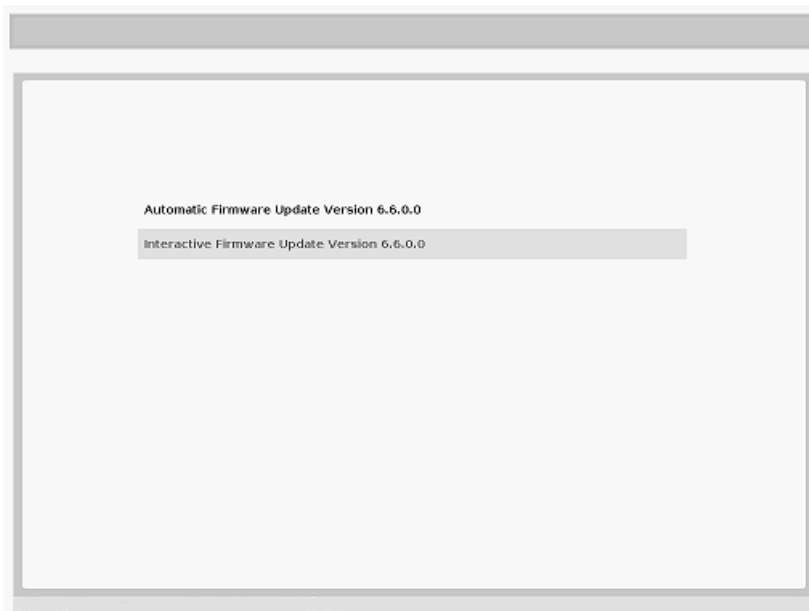 Automatic Firmware Update Version 6.6.0.0
Interactive Firmware Update Version 6.6.0.0